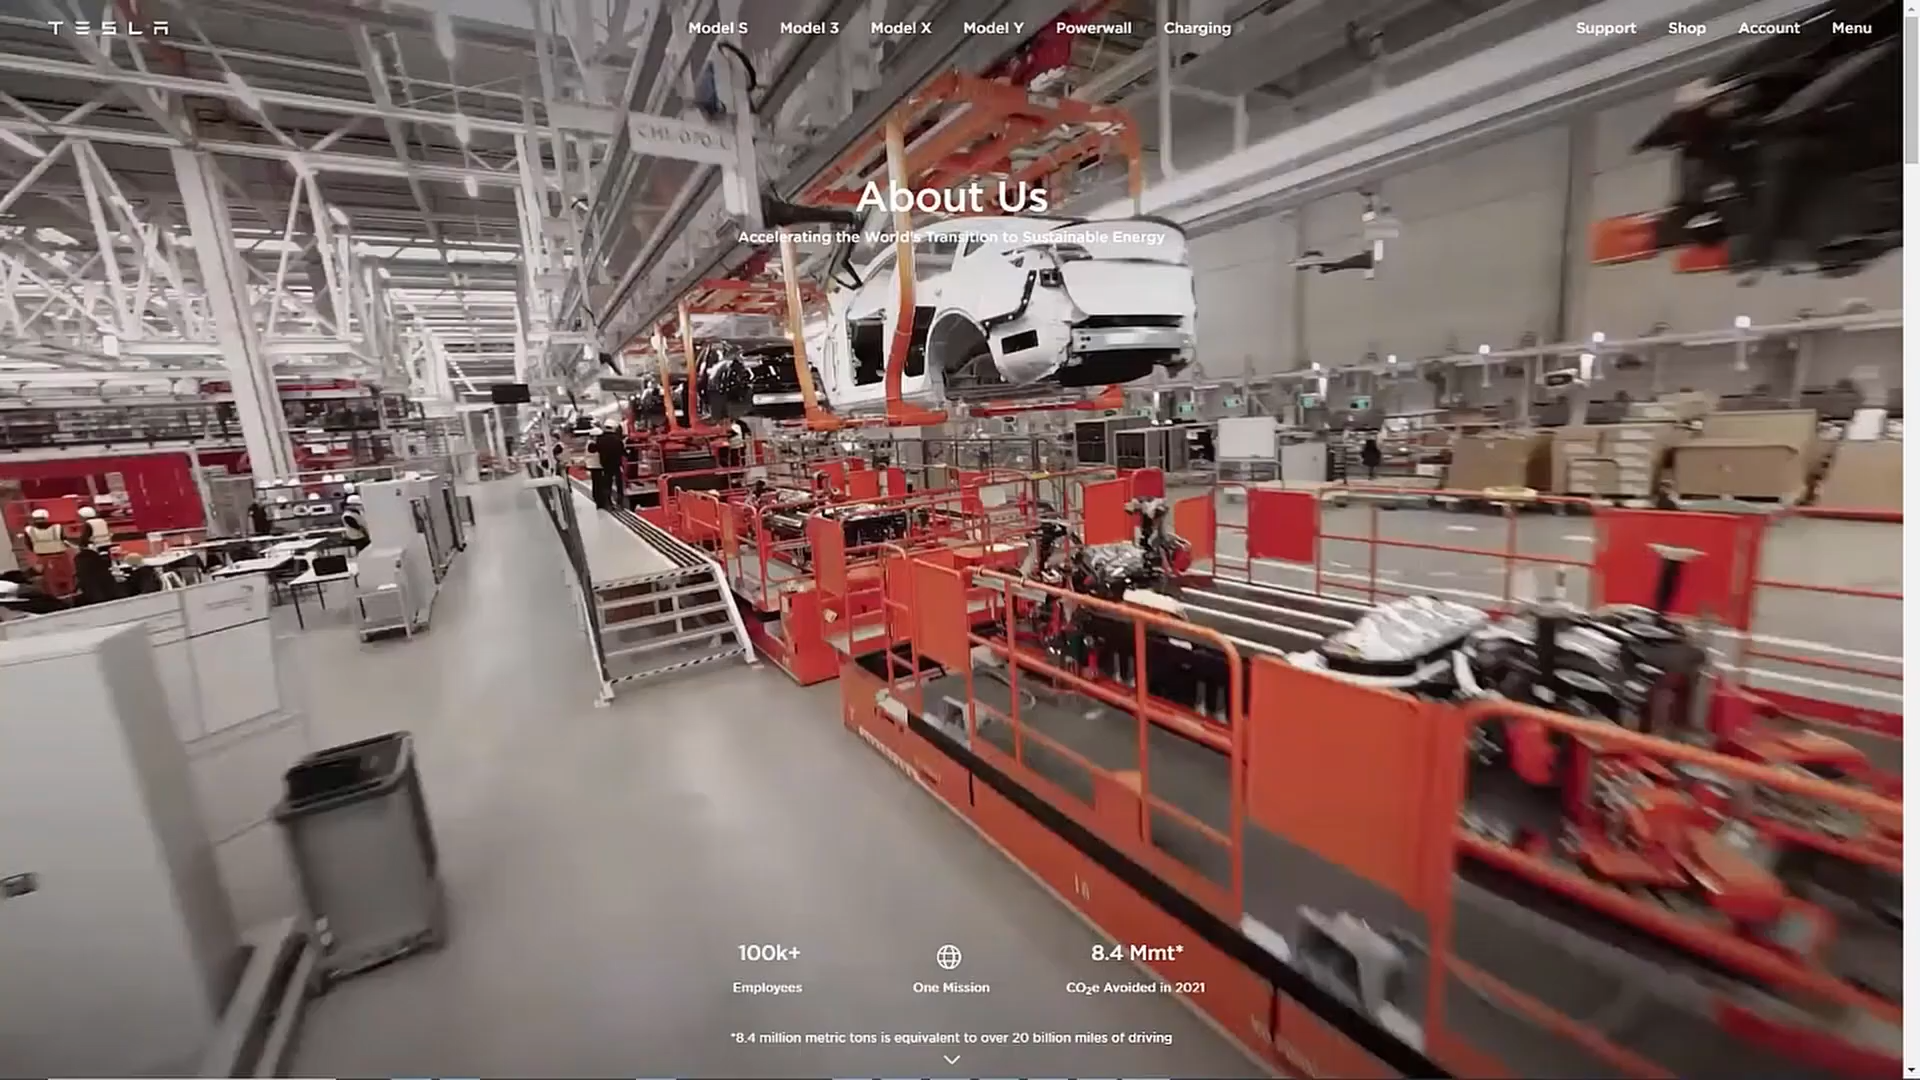 TESLA
Model S
Model 3
Model X
Model Y
Powerwall
Charging
Support
Shop
Account
Menu
CHL 070 L
About Us
Accelerating the World's Transition to Sustainable Energy
100k+
Employees
One Mission
8.4 Mmt*
CO₂e Avoided in 2021
*8.4 million metric tons is equivalent to over 20 billion miles of driving